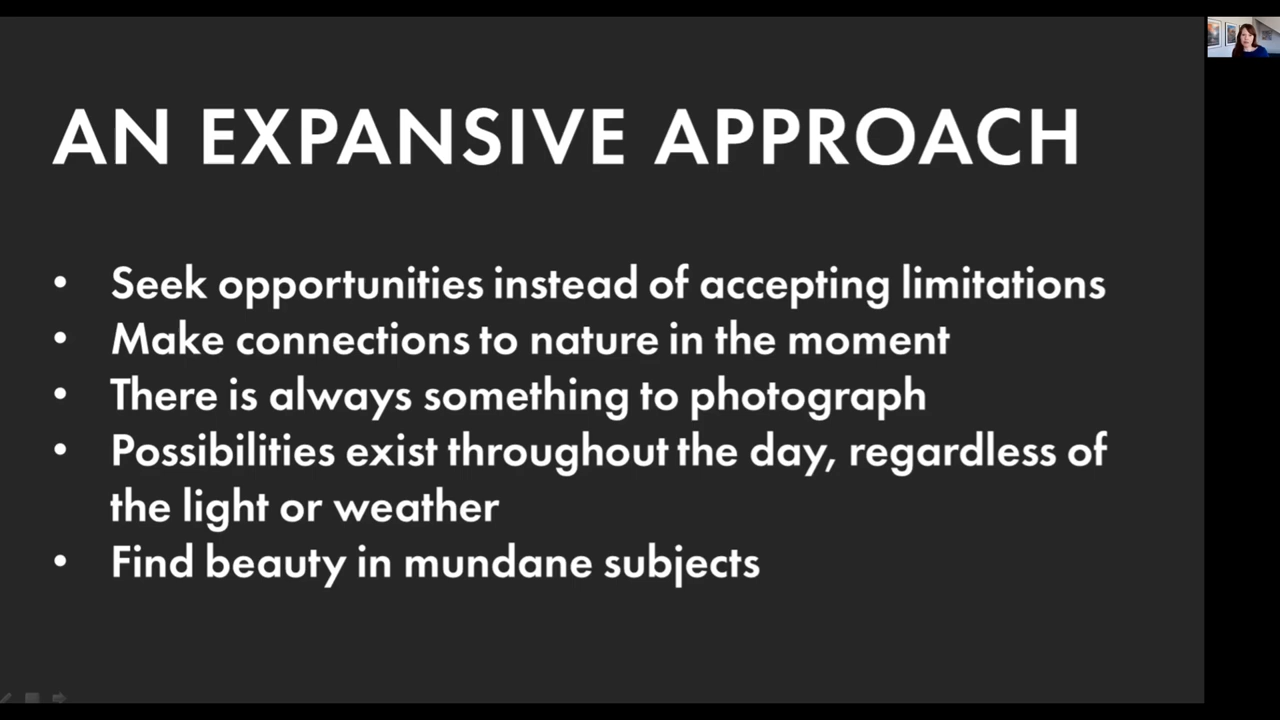 AN EXPANSIVE APPROACH
• Seek opportunities instead of accepting limitations
• Make connections to nature in the moment
• There is always something to photograph
• Possibilities exist throughout the day, regardless of
the light or weather
• Find beauty in mundane subjects